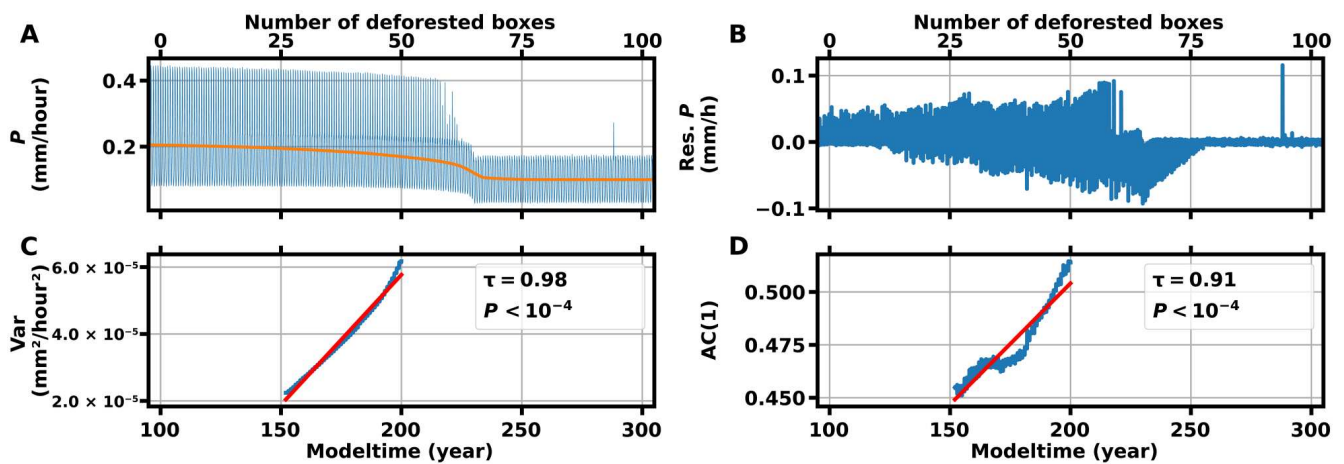 A
Number of deforested boxes
0 25 50 75 100
P
(mm/hour)
0.4
0.2
B
Number of deforested boxes
0 25 50 75 100
Res. P
(mm/h)
0.1
0.0
−0.1
C
Var
(mm²/hour²)
6.0 × 10⁻⁵
4.0 × 10⁻⁵
2.0 × 10⁻⁵
τ = 0.98
P < 10⁻⁴
100 150 200 250 300
Modeltime (year)
D
AC(1)
0.500
0.475
0.450
τ = 0.91
P < 10⁻⁴
100 150 200 250 300
Modeltime (year)